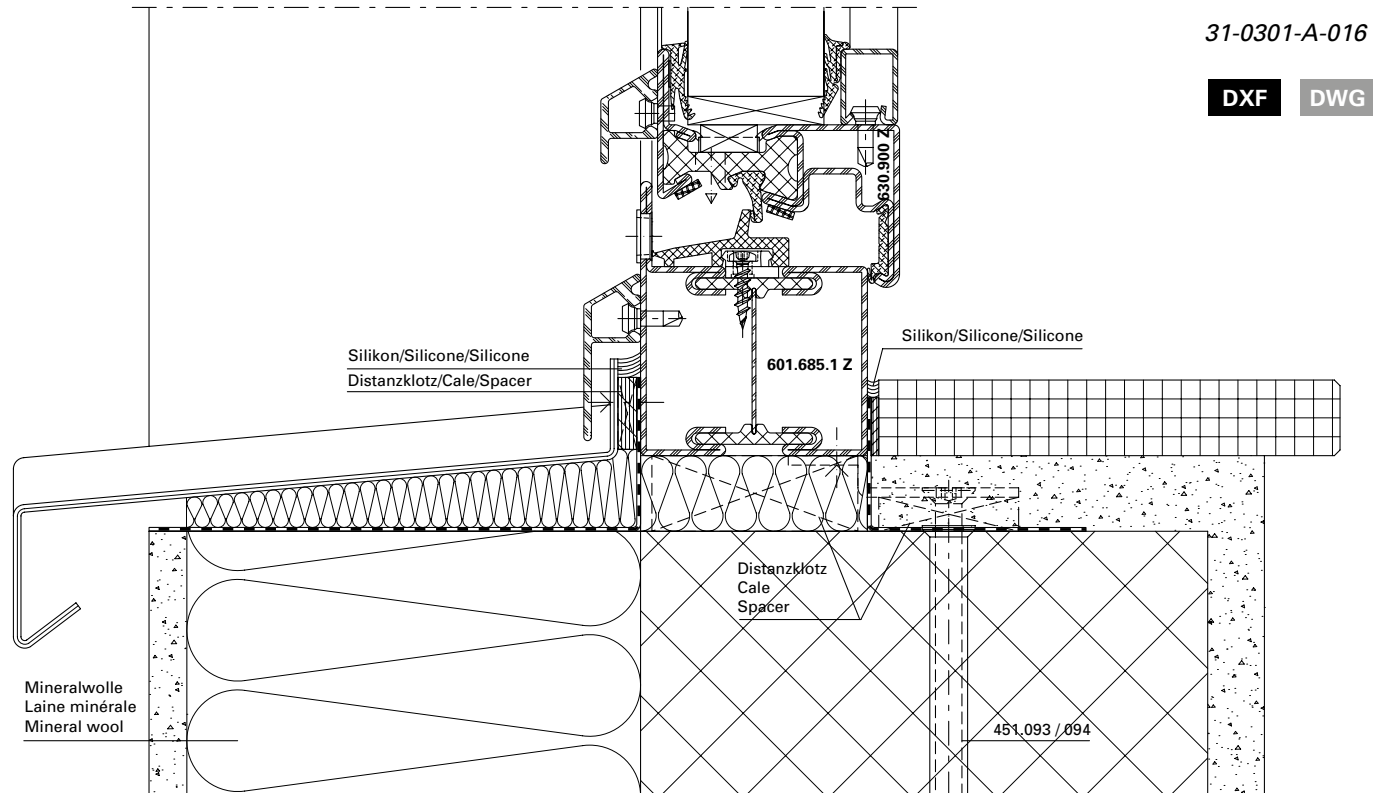 31-0301-A-016
DXF DWG
630.900 Z
Silikon/Silicone/Silicone
Distanzklotz/Cale/Spacer
601.685.1 Z
Silikon/Silicone/Silicone
Distanzklotz
Cale
Spacer
Mineralwolle
Laine minérale
Mineral wool
451.093 / 094